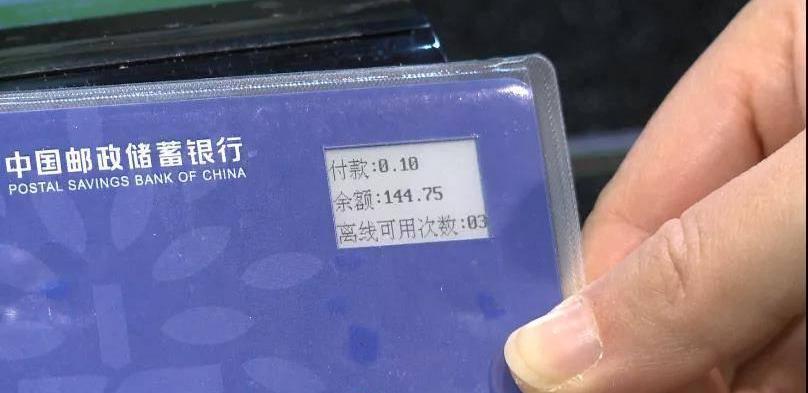 中国邮政储蓄银行
POSTAL SAVINGS BANK OF CHINA
付款:0.10
余额:144.75
离线可用次数:03